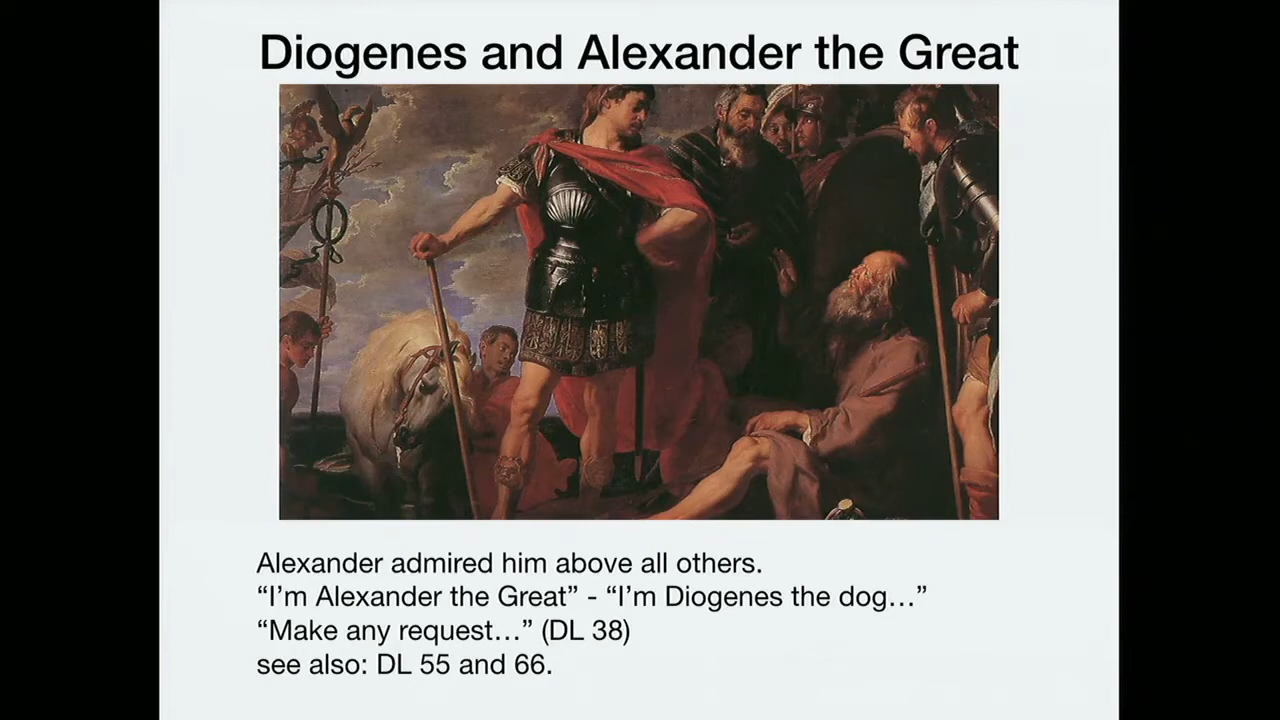 Diogenes and Alexander the Great
Alexander admired him above all others.
“I’m Alexander the Great” - “I’m Diogenes the dog…”
“Make any request…” (DL 38)
see also: DL 55 and 66.